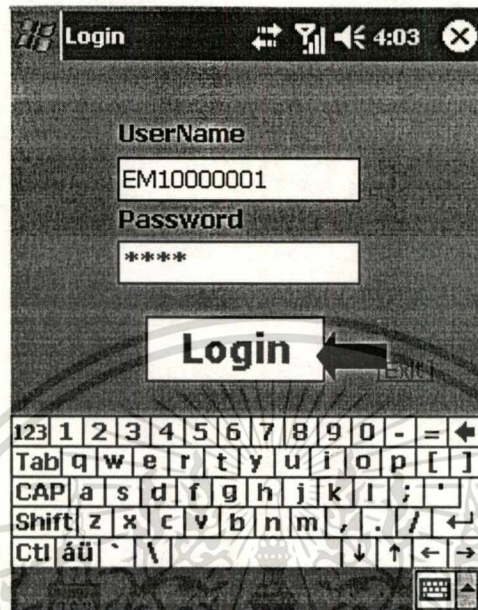 Login 4:03
UserName
EM10000001
Password
****
Login
Exit
123 1 2 3 4 5 6 7 8 9 0 - =
Tab q w e r t y u i o p [ ]
CAP a s d f g h j k l ; '
Shift z x c v b n m , . /
Ctl áü ` \